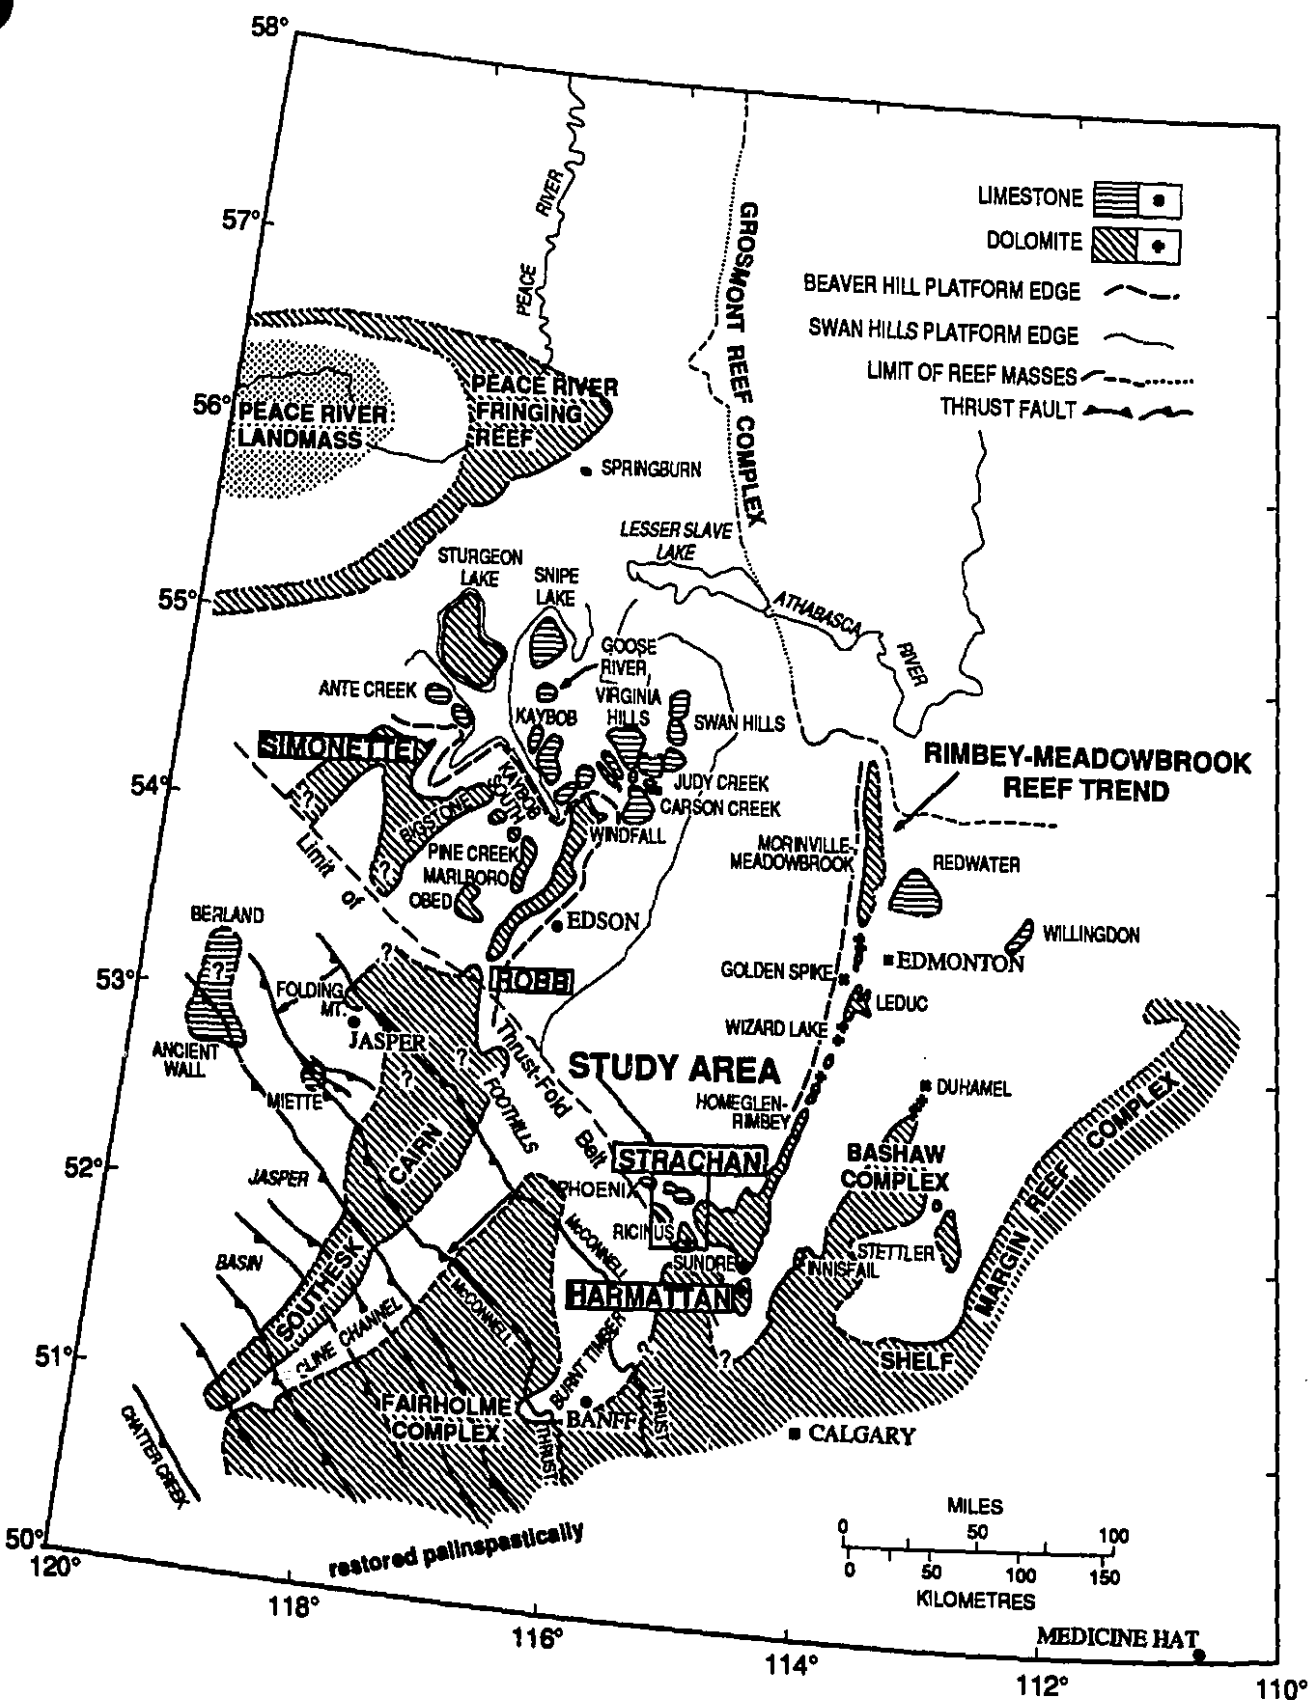 58°
57°
56°
55°
54°
53°
52°
51°
50°
120°
118°
116°
114°
112°
110°
LIMESTONE
DOLOMITE
BEAVER HILL PLATFORM EDGE
SWAN HILLS PLATFORM EDGE
LIMIT OF REEF MASSES
THRUST FAULT
PEACE RIVER
GROSMONT REEF COMPLEX
PEACE RIVER
LANDMASS
PEACE RIVER
FRINGING
REEF
SPRINGBURN
LESSER SLAVE
LAKE
ATHABASCA
RIVER
STURGEON
LAKE
SNIPE
LAKE
GOOSE
RIVER
ANTE CREEK
VIRGINIA
HILLS
KAYBOB
SWAN HILLS
SIMONETTE
KAYBOB
SOUTH
JUDY CREEK
CARSON CREEK
BIGSTONE
WINDFALL
PINE CREEK
MARLBORO
OBED
EDSON
?
?
Limit of
Thrust-Fold Belt
RIMBEY-MEADOWBROOK
REEF TREND
MORINVILLE-
MEADOWBROOK
REDWATER
WILLINGDON
EDMONTON
GOLDEN SPIKE
LEDUC
WIZARD LAKE
BERLAND
?
?
FOLDING
MT.
ROBB
JASPER
ANCIENT
WALL
MIETTE
?
?
FOOTHILLS
CAIRN
STUDY AREA
HOMEGLEN-
RIMBEY
DUHAMEL
STRACHAN
BASHAW
COMPLEX
PHOENIX
RICINUS
SUNDRE
STETTLER
INNISFAIL
HARMATTAN
JASPER
BASIN
SOUTHESK
CLINE CHANNEL
McCONNELL
McCONNELL
BURNT TIMBER
THRUST
THRUST
?
?
SHELF
MARGIN REEF COMPLEX
FAIRHOLME
COMPLEX
BANFF
CALGARY
CHATTER CREEK
restored palinspastically
MILES
0 50 100
0 50 100 150
KILOMETRES
MEDICINE HAT